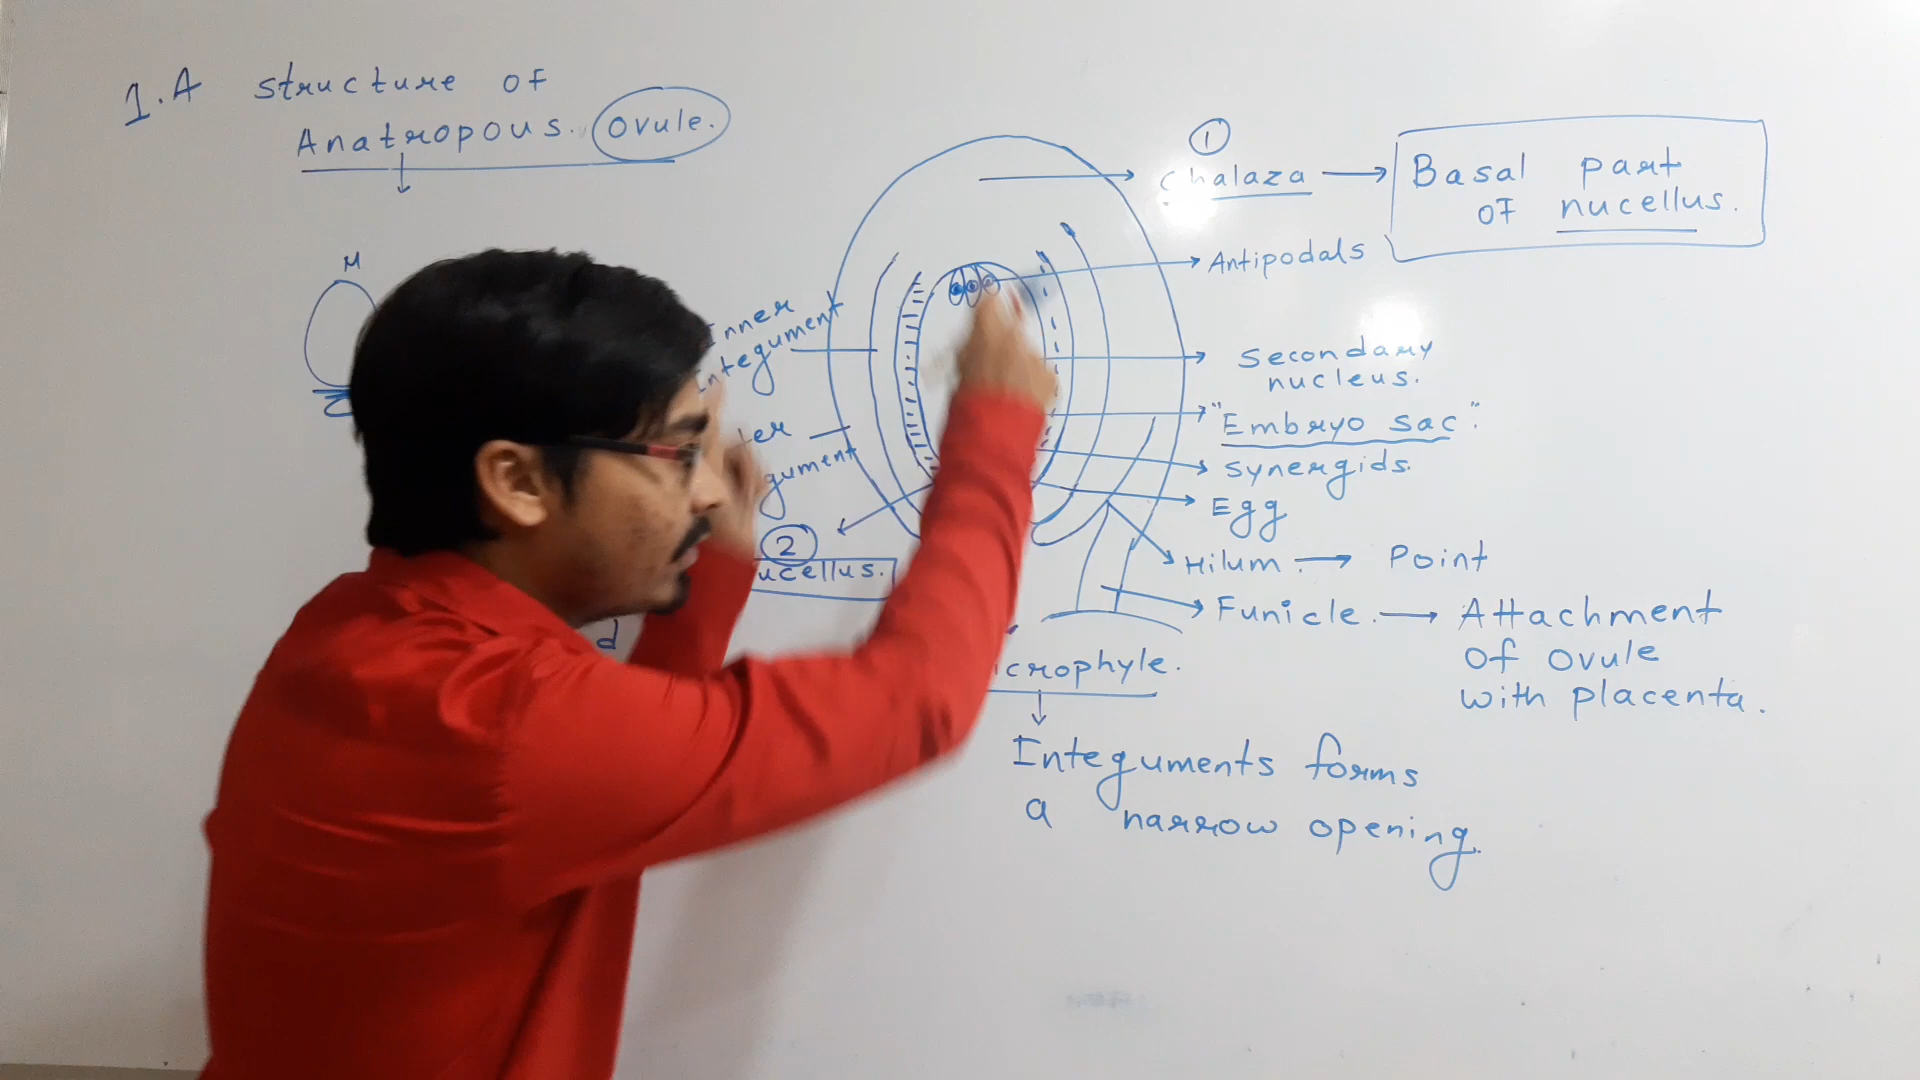 1.A structure of
Anatropous. Ovule.
M
1
Chalaza
Basal part
of nucellus.
Antipodals
Inner
Integument
Secondary
nucleus.
"Embryo sac".
Synergids.
Egg
2
Hilum. Point
Funicle. Attachment
of ovule
with placenta.
d
Integuments forms
a narrow opening.